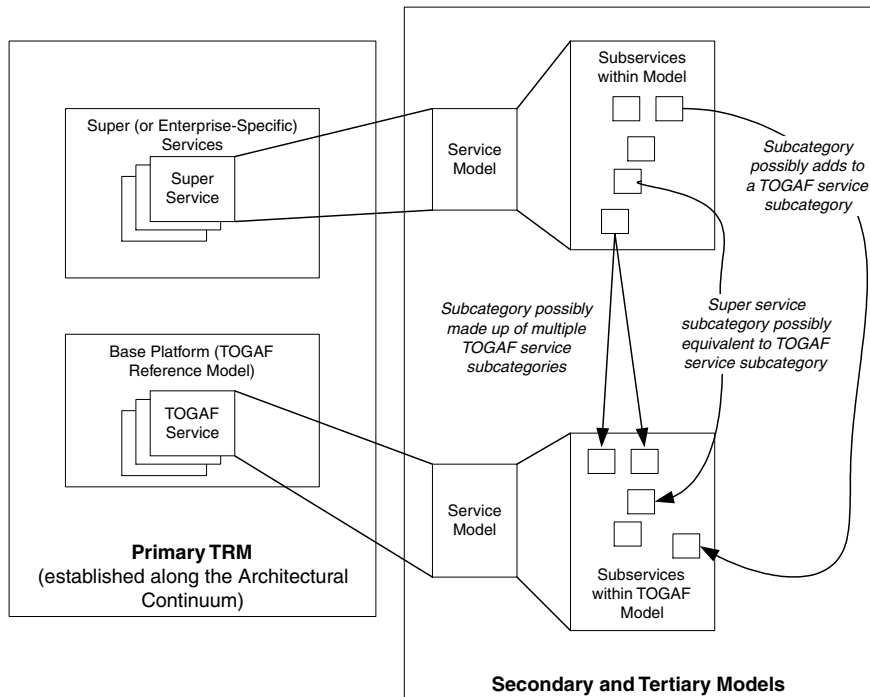 Super (or Enterprise-Specific)
Services
Super
Service
Base Platform (TOGAF
Reference Model)
TOGAF
Service
Primary TRM
(established along the Architectural
Continuum)
Service
Model
Subservices
within Model
Subcategory
possibly adds to
a TOGAF service
subcategory
Subcategory possibly
made up of multiple
TOGAF service
subcategories
Super service
subcategory possibly
equivalent to TOGAF
service subcategory
Service
Model
Subservices
within TOGAF
Model
Secondary and Tertiary Models